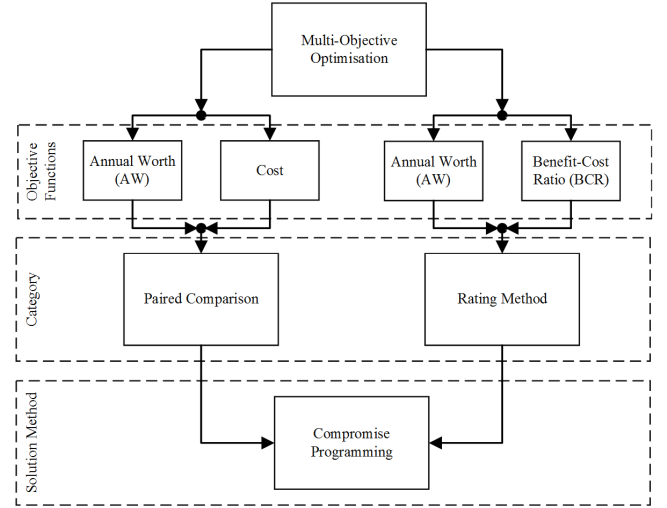 Multi-Objective
Optimisation
Objective
Functions
Annual Worth
(AW)
Cost
Annual Worth
(AW)
Benefit-Cost
Ratio (BCR)
Category
Paired Comparison
Rating Method
Solution Method
Compromise
Programming